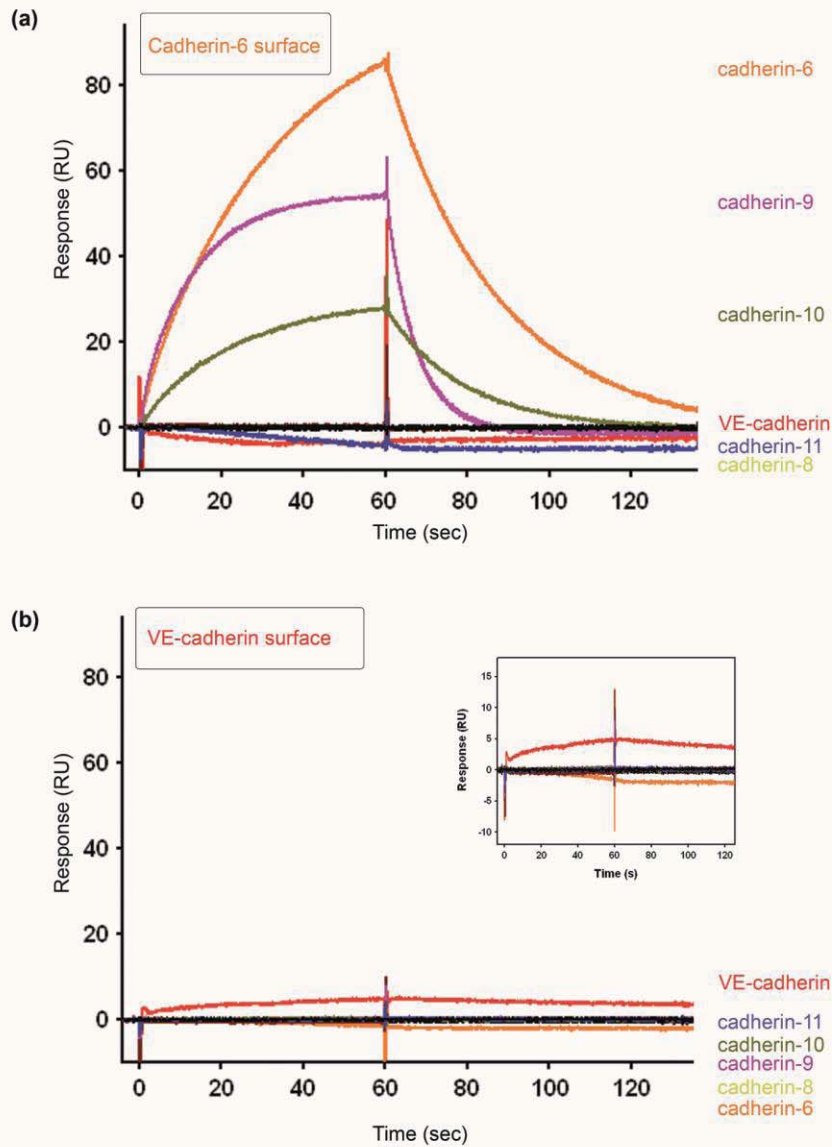 (a)
Cadherin-6 surface
cadherin-6
cadherin-9
cadherin-10
VE-cadherin
cadherin-11
cadherin-8
Response (RU)
80
60
40
20
0
0 20 40 60 80 100 120
Time (sec)
(b)
VE-cadherin surface
Response (RU)
80
60
40
20
0
0 20 40 60 80 100 120
Time (sec)
Response (RU)
15
10
5
0
-5
-10
0 20 40 60 80 100 120
Time (s)
VE-cadherin
cadherin-11
cadherin-10
cadherin-9
cadherin-8
cadherin-6